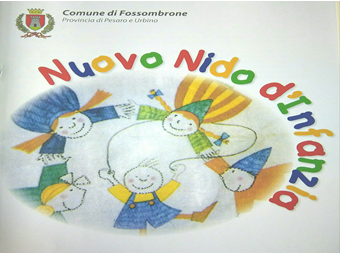 Comune di Fossombrone
Provincia di Pesaro e Urbino
Nuovo Nido d'Infanzia